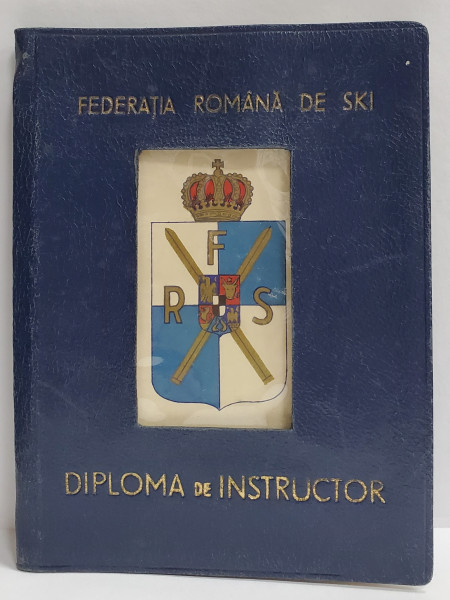 FEDERAȚIA ROMÂNĂ DE SKI
F
R S
DIPLOMA DE INSTRUCTOR